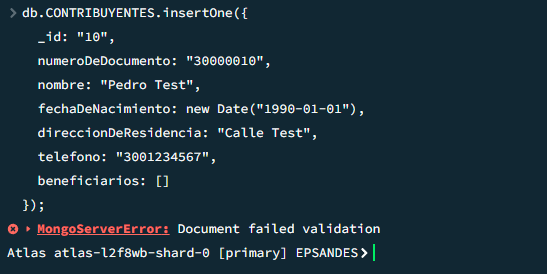 > db.CONTRIBUYENTES.insertOne({
_id: "10",
numeroDeDocumento: "30000010",
nombre: "Pedro Test",
fechaDeNacimiento: new Date("1990-01-01"),
direccionDeResidencia: "Calle Test",
telefono: "3001234567",
beneficiarios: []
});
MongoServerError: Document failed validation
Atlas atlas-l2f8wb-shard-0 [primary] EPSANDES>